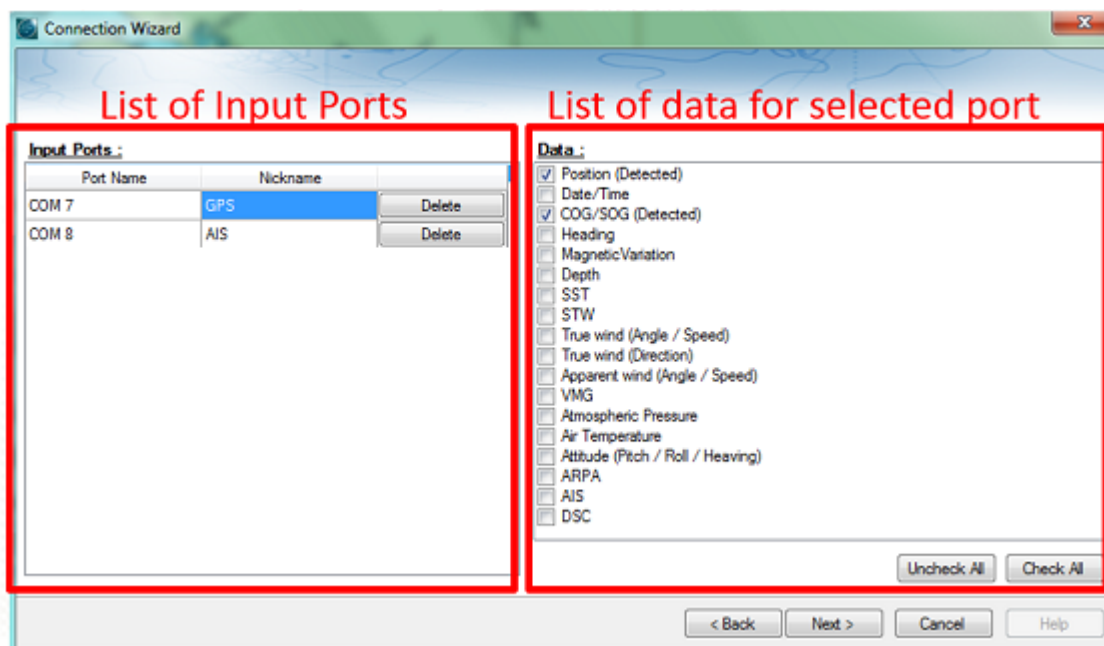 Connection Wizard
List of Input Ports
List of data for selected port
Input Ports :
Port Name Nickname
COM 7 GPS Delete
COM 8 AIS Delete
Data :
Position (Detected)
Date/Time
COG/SOG (Detected)
Heading
MagneticVariation
Depth
SST
STW
True wind (Angle / Speed)
True wind (Direction)
Apparent wind (Angle / Speed)
VMG
Atmospheric Pressure
Air Temperature
Attitude (Pitch / Roll / Heaving)
ARPA
AIS
DSC
Uncheck All Check All
< Back Next > Cancel Help